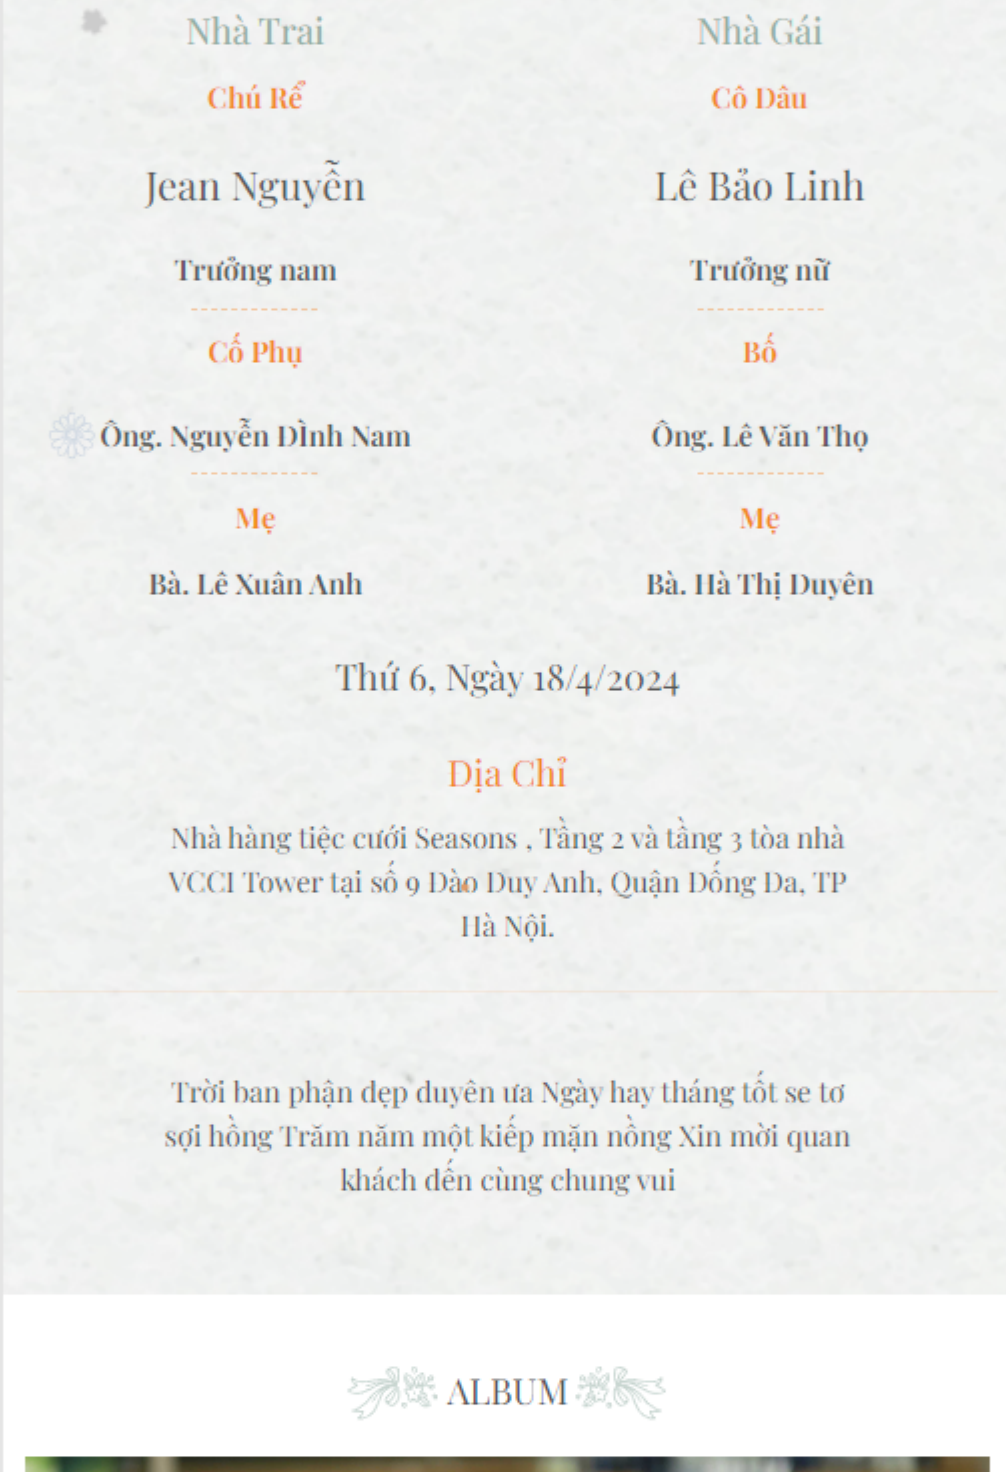 Nhà Trai
Nhà Gái
Chú Rể
Cô Dâu
Jean Nguyễn
Lê Bảo Linh
Trưởng nam
Trưởng nữ
Cố Phụ
Bố
Ông. Nguyễn DÌnh Nam
Ông. Lê Văn Thọ
Mẹ
Mẹ
Bà. Lê Xuân Anh
Bà. Hà Thị Duyên
Thứ 6, Ngày 18/4/2024
Dịa Chỉ
Nhà hàng tiệc cưới Seasons , Tầng 2 và tầng 3 tòa nhà
VCCI Tower tại số 9 Dào Duy Anh, Quận Dống Da, TP
Hà Nội.
Trời ban phận dẹp duyên ưa Ngày hay tháng tốt se tơ
sợi hồng Trăm năm một kiếp mặn nồng Xin mời quan
khách dến cùng chung vui
ALBUM